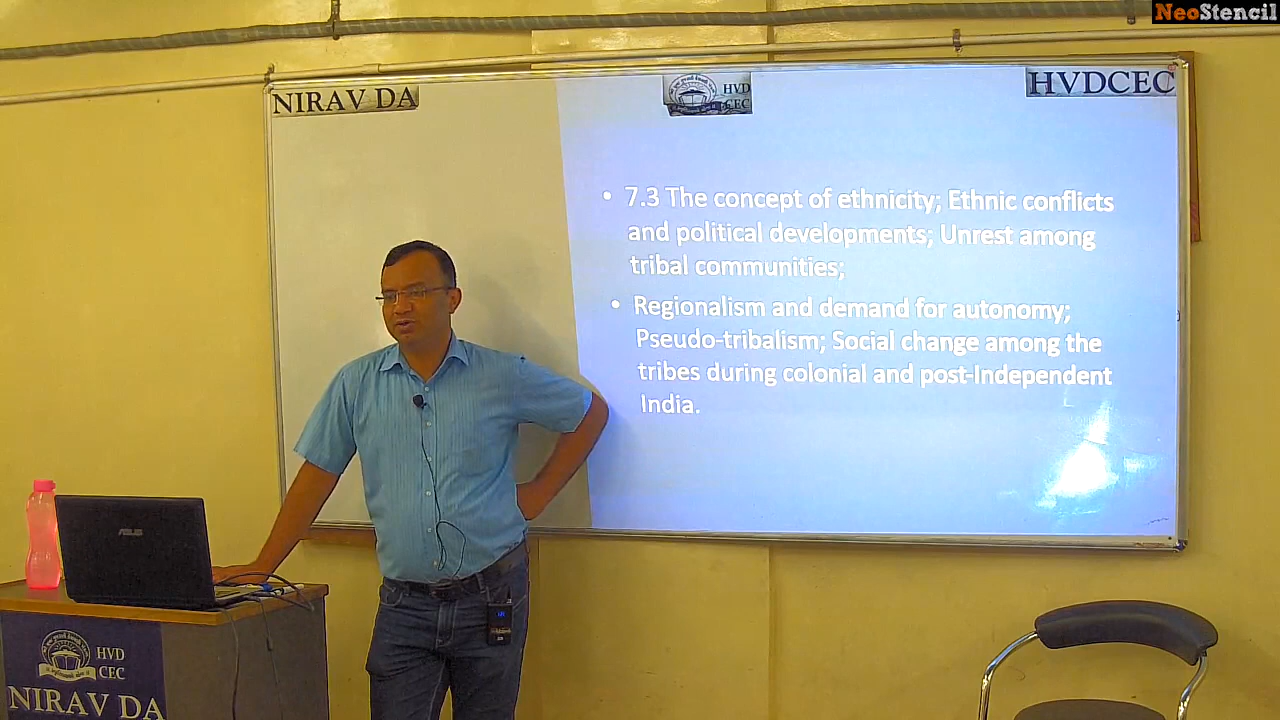 NeoStencil
NIRAV DA
HVD
CEC
HVDCEC
• 7.3 The concept of ethnicity; Ethnic conflicts
and political developments; Unrest among
tribal communities;
• Regionalism and demand for autonomy;
Pseudo-tribalism; Social change among the
tribes during colonial and post-Independent
India.
ASUS
HVD
CEC
NIRAV DA